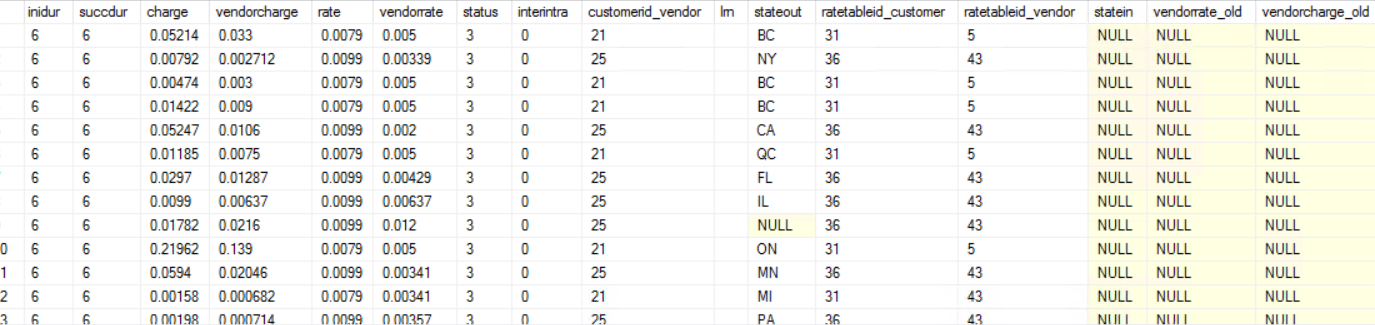 inidur succdur charge vendorcharge rate vendorrate status interintra customerid_vendor lrn stateout ratetableid_customer ratetableid_vendor statein vendorrate_old vendorcharge_old
6 6 0.05214 0.033 0.0079 0.005 3 0 21 BC 31 5 NULL NULL NULL
6 6 0.00792 0.002712 0.0099 0.00339 3 0 25 NY 36 43 NULL NULL NULL
6 6 0.00474 0.003 0.0079 0.005 3 0 21 BC 31 5 NULL NULL NULL
6 6 0.01422 0.009 0.0079 0.005 3 0 21 BC 31 5 NULL NULL NULL
6 6 0.05247 0.0106 0.0099 0.002 3 0 25 CA 36 43 NULL NULL NULL
6 6 0.01185 0.0075 0.0079 0.005 3 0 21 QC 31 5 NULL NULL NULL
6 6 0.0297 0.01287 0.0099 0.00429 3 0 25 FL 36 43 NULL NULL NULL
6 6 0.0099 0.00637 0.0099 0.00637 3 0 25 IL 36 43 NULL NULL NULL
6 6 0.01782 0.0216 0.0099 0.012 3 0 25 NULL 36 43 NULL NULL NULL
0 6 6 0.21962 0.139 0.0079 0.005 3 0 21 ON 31 5 NULL NULL NULL
1 6 6 0.0594 0.02046 0.0099 0.00341 3 0 25 MN 36 43 NULL NULL NULL
2 6 6 0.00158 0.000682 0.0079 0.00341 3 0 21 MI 31 43 NULL NULL NULL
3 6 6 0.00198 0.000714 0.0099 0.00357 3 0 25 PA 36 43 NULL NULL NULL